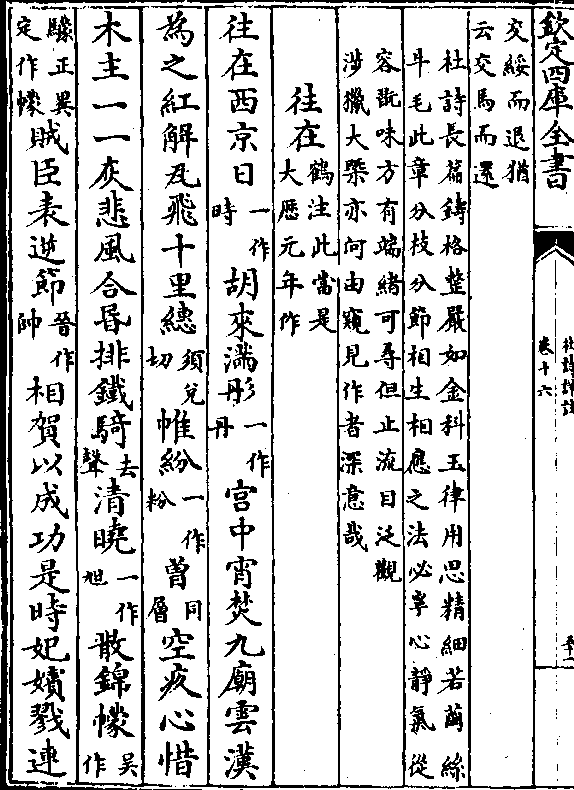 欽定四庫全書
杜詩詳註
卷十六
交綏而退猶
云交馬而還
杜詩長篇鑄格整嚴如金科玉律用思精細若繭絲
牛毛此章分枝分節相生相應之法必寧心靜氣從
容翫味方有端緒可尋但止流目泛觀
涉獵大槩亦何由窺見作者深意哉
往在鶴注此當是大厯元年作
往在西京日一作時胡來滿彤一作丹宫中宵焚九廟雲漢
為之紅解瓦飛十里繐須兑切帷紛一作粉曽同層空疚心惜
木主一一灰悲風合昬排鐵騎去聲清曉一作旭散錦幪吴作
驝正異定作幪賊臣表逆節晉作帥相賀以成功是時妃嬪戮連